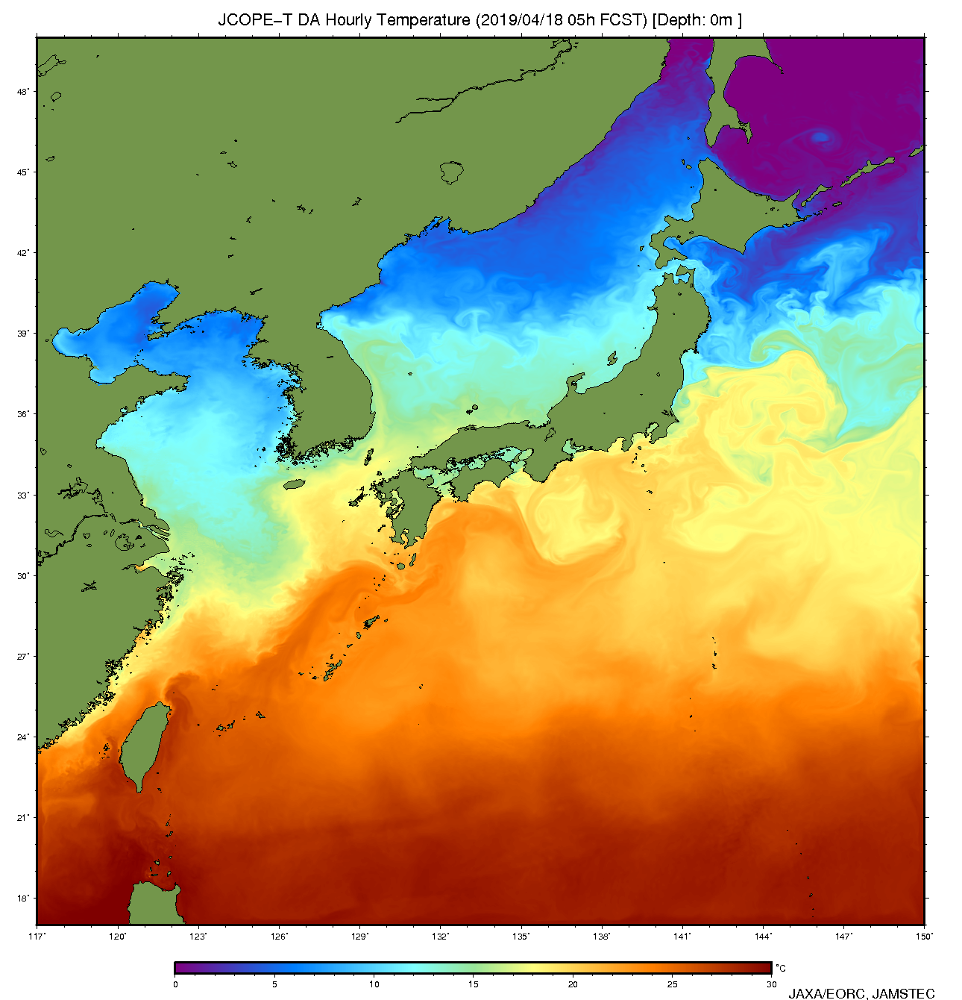 JCOPE-T DA Hourly Temperature (2019/04/18 05h FCST) [Depth: 0m ]
48°
45°
42°
39°
36°
33°
30°
27°
24°
21°
18°
117° 120° 123° 126° 129° 132° 135° 138° 141° 144° 147° 150°
°C
0 5 10 15 20 25 30
JAXA/EORC, JAMSTEC